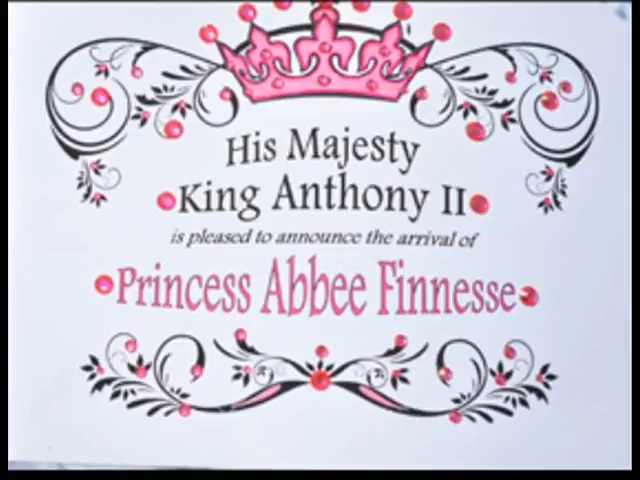 His Majesty
King Anthony II
is pleased to announce the arrival of
Princess Abbee Finnesse